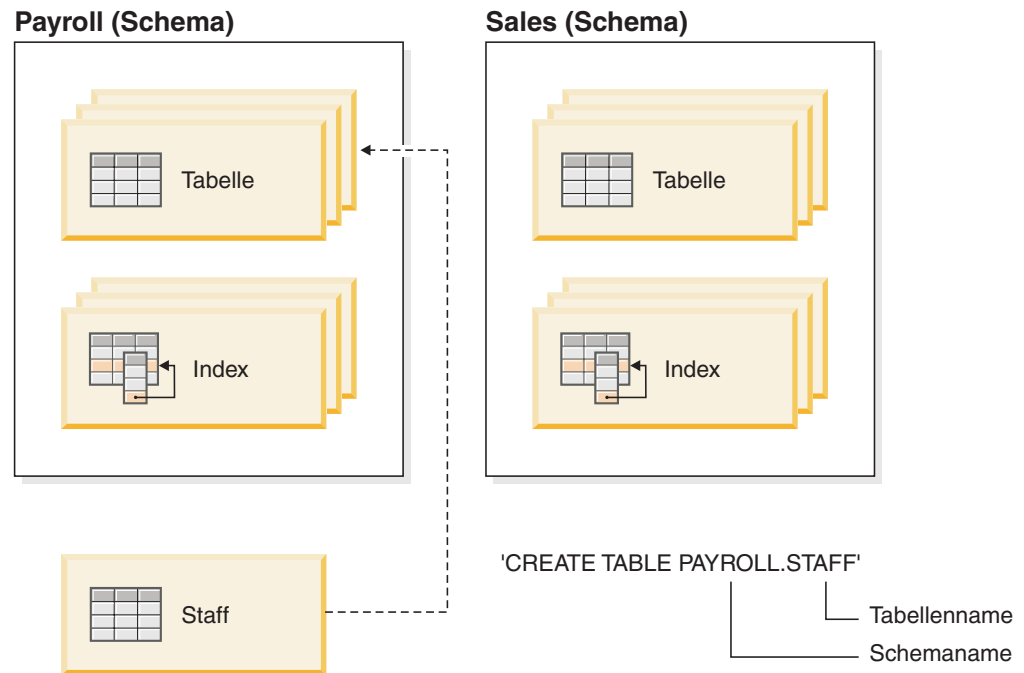 Payroll (Schema)
Sales (Schema)
Tabelle
Tabelle
Index
Index
Staff
'CREATE TABLE PAYROLL.STAFF'
Tabellenname
Schemaname